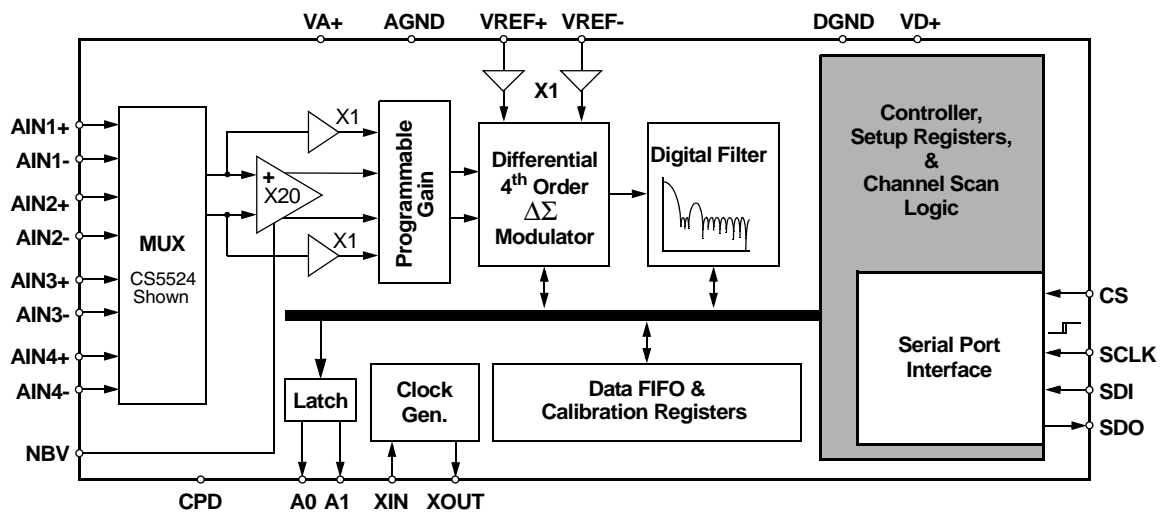 VA+ AGND VREF+ VREF- DGND VD+
X1
AIN1+
AIN1-
AIN2+
AIN2-
AIN3+
AIN3-
AIN4+
AIN4-
NBV
MUX
CS5524
Shown
X1
+
X20
X1
Programmable
Gain
Differential
4th Order
ΔΣ
Modulator
Digital Filter
Controller,
Setup Registers,
&
Channel Scan
Logic
Serial Port
Interface
CS
SCLK
SDI
SDO
Latch
Clock
Gen.
Data FIFO &
Calibration Registers
CPD A0 A1 XIN XOUT